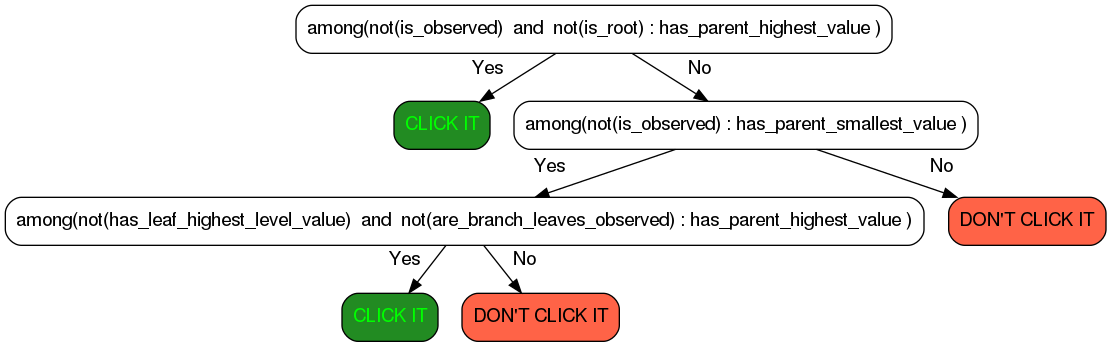 among(not(is_observed) and not(is_root) : has_parent_highest_value )
Yes
No
CLICK IT
among(not(is_observed) : has_parent_smallest_value )
Yes
No
among(not(has_leaf_highest_level_value) and not(are_branch_leaves_observed) : has_parent_highest_value )
DON'T CLICK IT
Yes
No
CLICK IT
DON'T CLICK IT